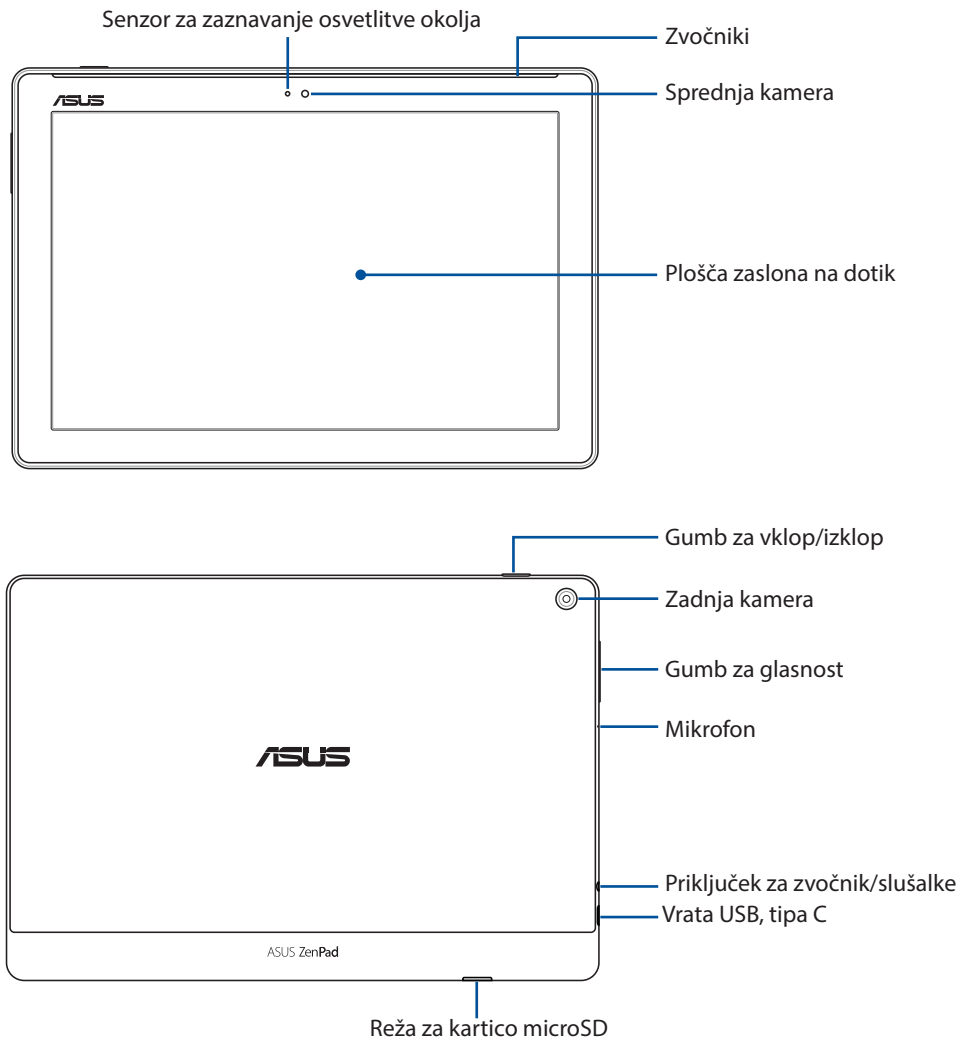 Senzor za zaznavanje osvetlitve okolja
Zvočniki
Sprednja kamera
ASUS
Plošča zaslona na dotik
Gumb za vklop/izklop
Zadnja kamera
Gumb za glasnost
Mikrofon
ASUS
Priključek za zvočnik/slušalke
Vrata USB, tipa C
ASUS ZenPad
Reža za kartico microSD